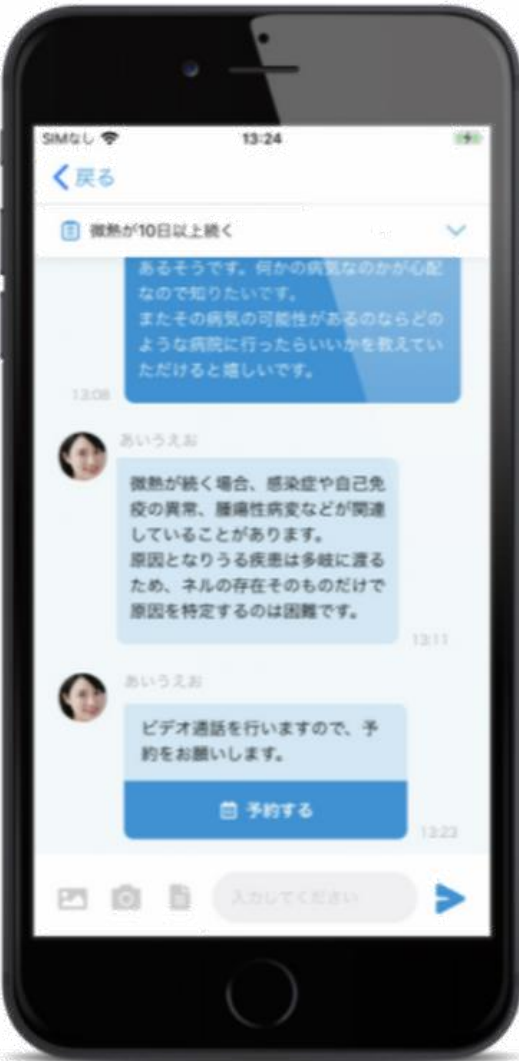 SIMなし
13:24
戻る
微熱が10日以上続く
あるそうです。何かの病気なのかが心配
なので知りたいです。
またその病気の可能性があるのならどの
ような病院に行ったらいいかを教えてい
ただけると嬉しいです。
13:08
あいうえお
微熱が続く場合、感染症や自己免
疫の異常、腫瘍性病変などが関連
していることがあります。
原因となりうる疾患は多岐に渡る
ため、ネルの存在そのものだけで
原因を特定するのは困難です。
13:11
あいうえお
ビデオ通話を行いますので、予
約をお願いします。
予約する
13:23
入力してください